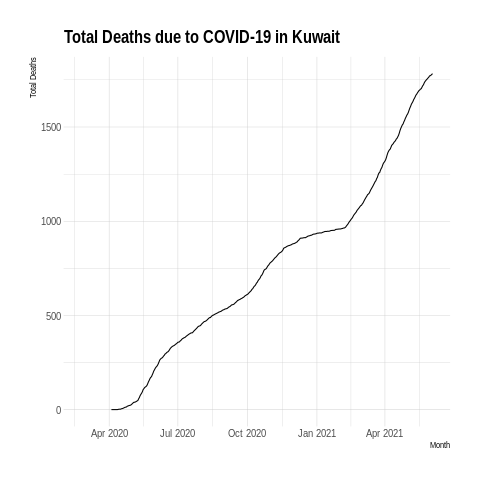 Total Deaths due to COVID-19 in Kuwait
Total Deaths
1500
1000
500
0
Apr 2020 Jul 2020 Oct 2020 Jan 2021 Apr 2021
Month